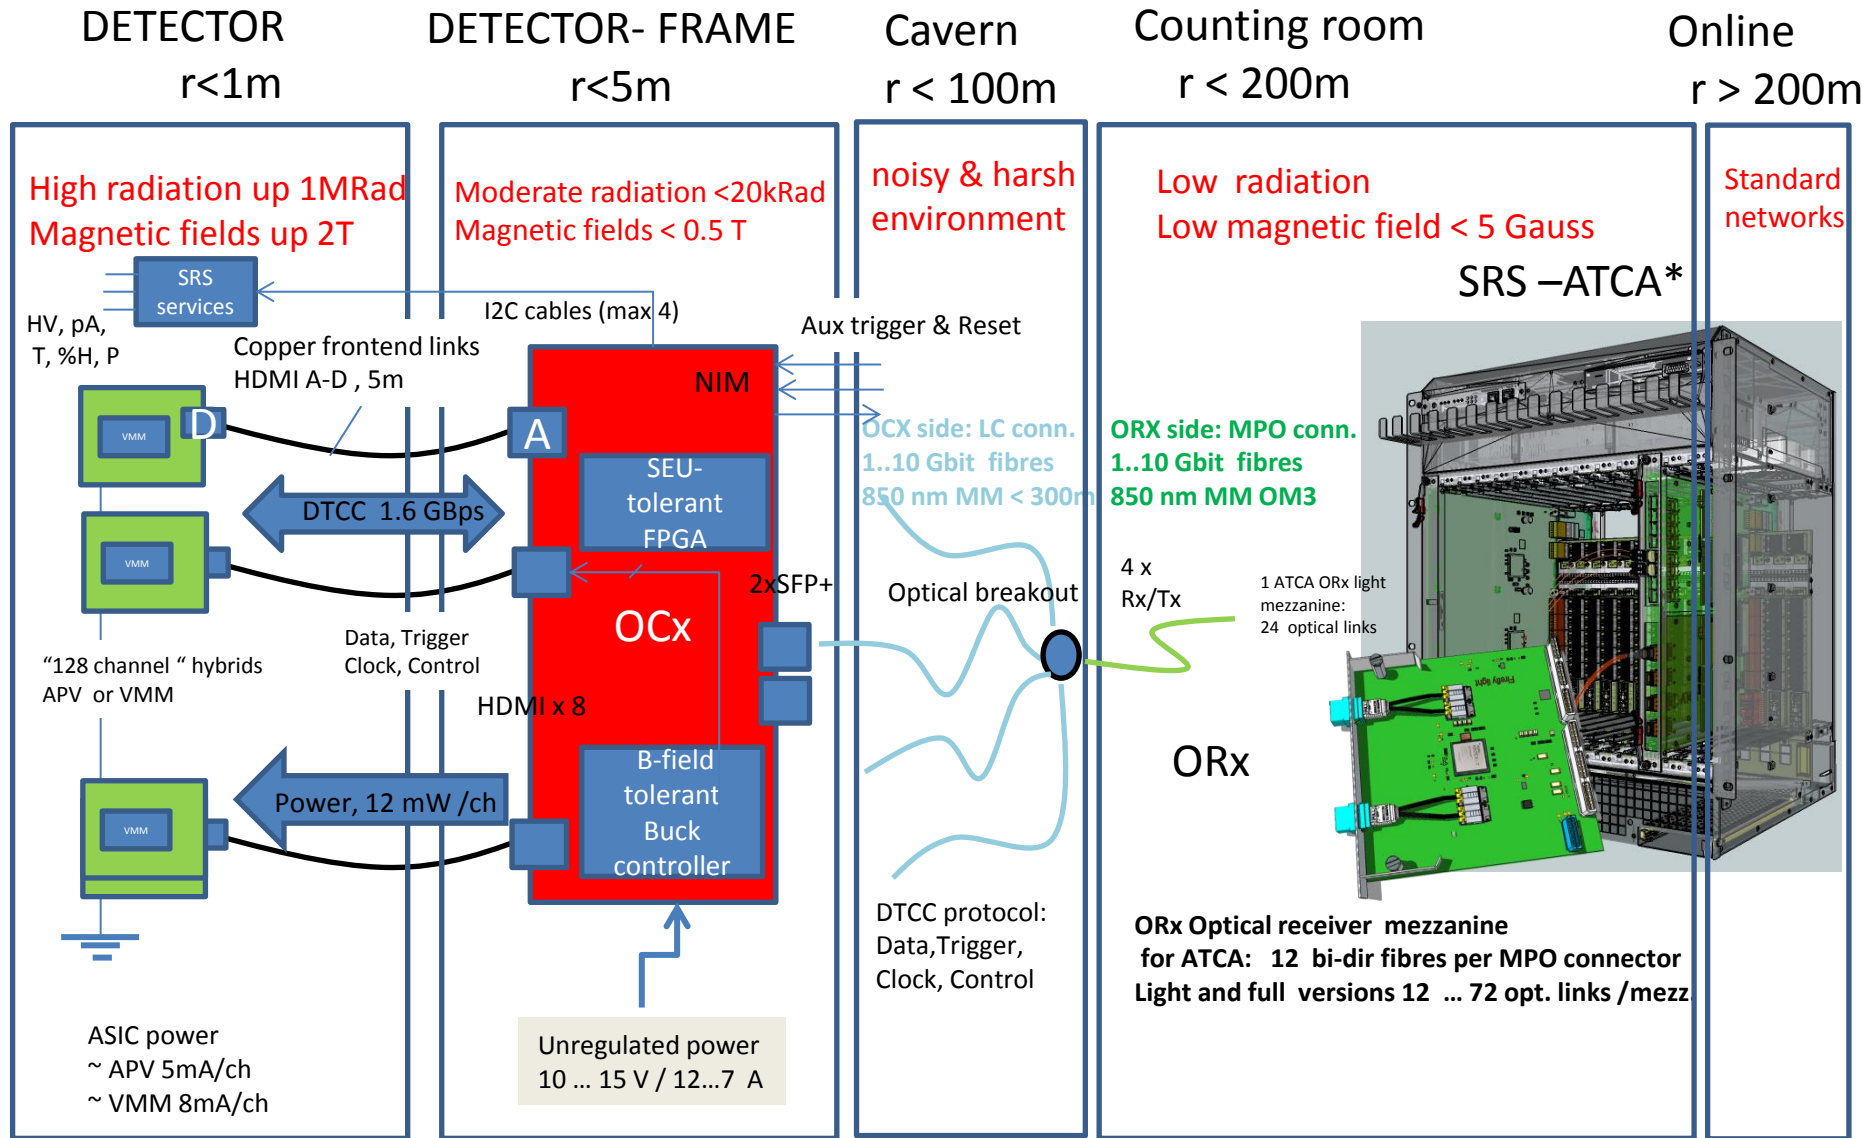 DETECTOR
r<1m
DETECTOR- FRAME
r<5m
Cavern
r < 100m
Counting room
r < 200m
Online
r > 200m
High radiation up 1MRad
Magnetic fields up 2T
SRS
services
HV, pA,
T, %H, P
Copper frontend links
HDMI A-D , 5m
D
VMM
VMM
VMM
"128 channel " hybrids
APV or VMM
DTCC 1.6 GBps
Data, Trigger
Clock, Control
Power, 12 mW /ch
ASIC power
~ APV 5mA/ch
~ VMM 8mA/ch
Moderate radiation <20kRad
Magnetic fields < 0.5 T
I2C cables (max 4)
NIM
A
SEU-
tolerant
FPGA
2xSFP+
OCx
HDMI x 8
B-field
tolerant
Buck
controller
Unregulated power
10 ... 15 V / 12...7 A
noisy & harsh
environment
Aux trigger & Reset
OCX side: LC conn.
1..10 Gbit fibres
850 nm MM < 300m
Optical breakout
DTCC protocol:
Data,Trigger,
Clock, Control
Low radiation
Low magnetic field < 5 Gauss
SRS –ATCA*
ORX side: MPO conn.
1..10 Gbit fibres
850 nm MM OM3
4 x
Rx/Tx
1 ATCA ORx light
mezzanine:
24 optical links
Firefly light
ORx
ORx Optical receiver mezzanine
for ATCA: 12 bi-dir fibres per MPO connector
Light and full versions 12 ... 72 opt. links /mezz.
Standard
networks